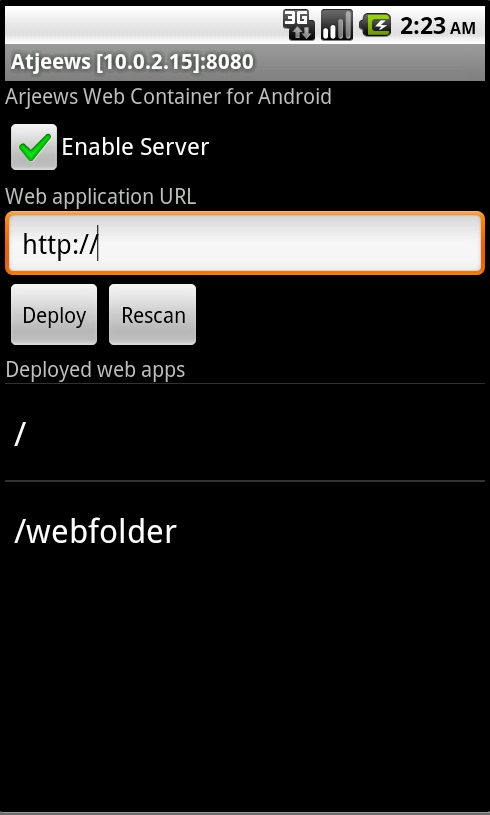 3G 2:23 AM
Atjeews [10.0.2.15]:8080
Arjeews Web Container for Android
Enable Server
Web application URL
http://
Deploy Rescan
Deployed web apps
/
/webfolder